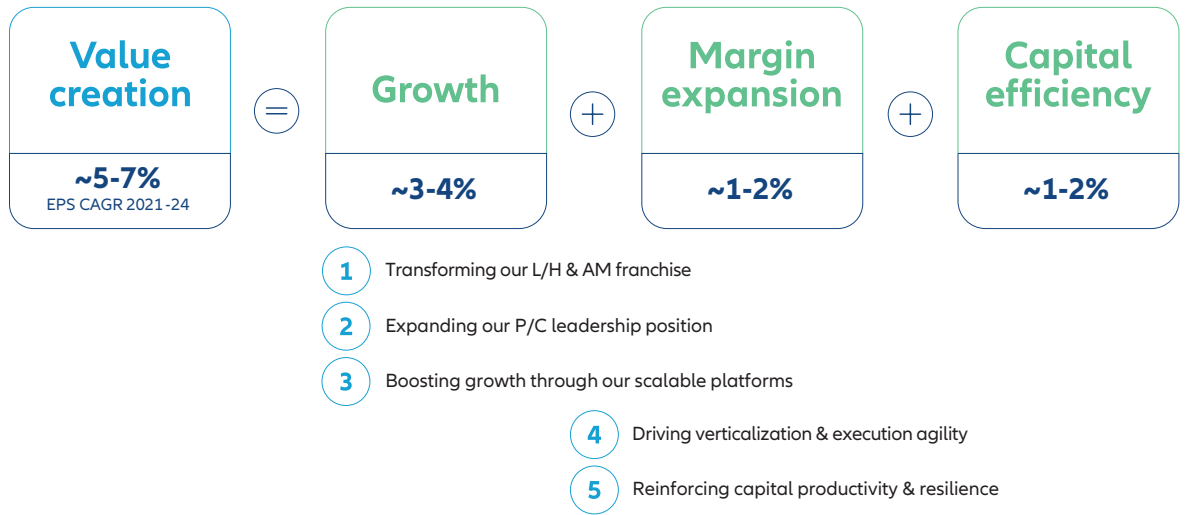 Value
creation
~5-7%
EPS CAGR 2021-24
=
Growth
~3-4%
+
Margin
expansion
~1-2%
+
Capital
efficiency
~1-2%
1 Transforming our L/H & AM franchise
2 Expanding our P/C leadership position
3 Boosting growth through our scalable platforms
4 Driving verticalization & execution agility
5 Reinforcing capital productivity & resilience